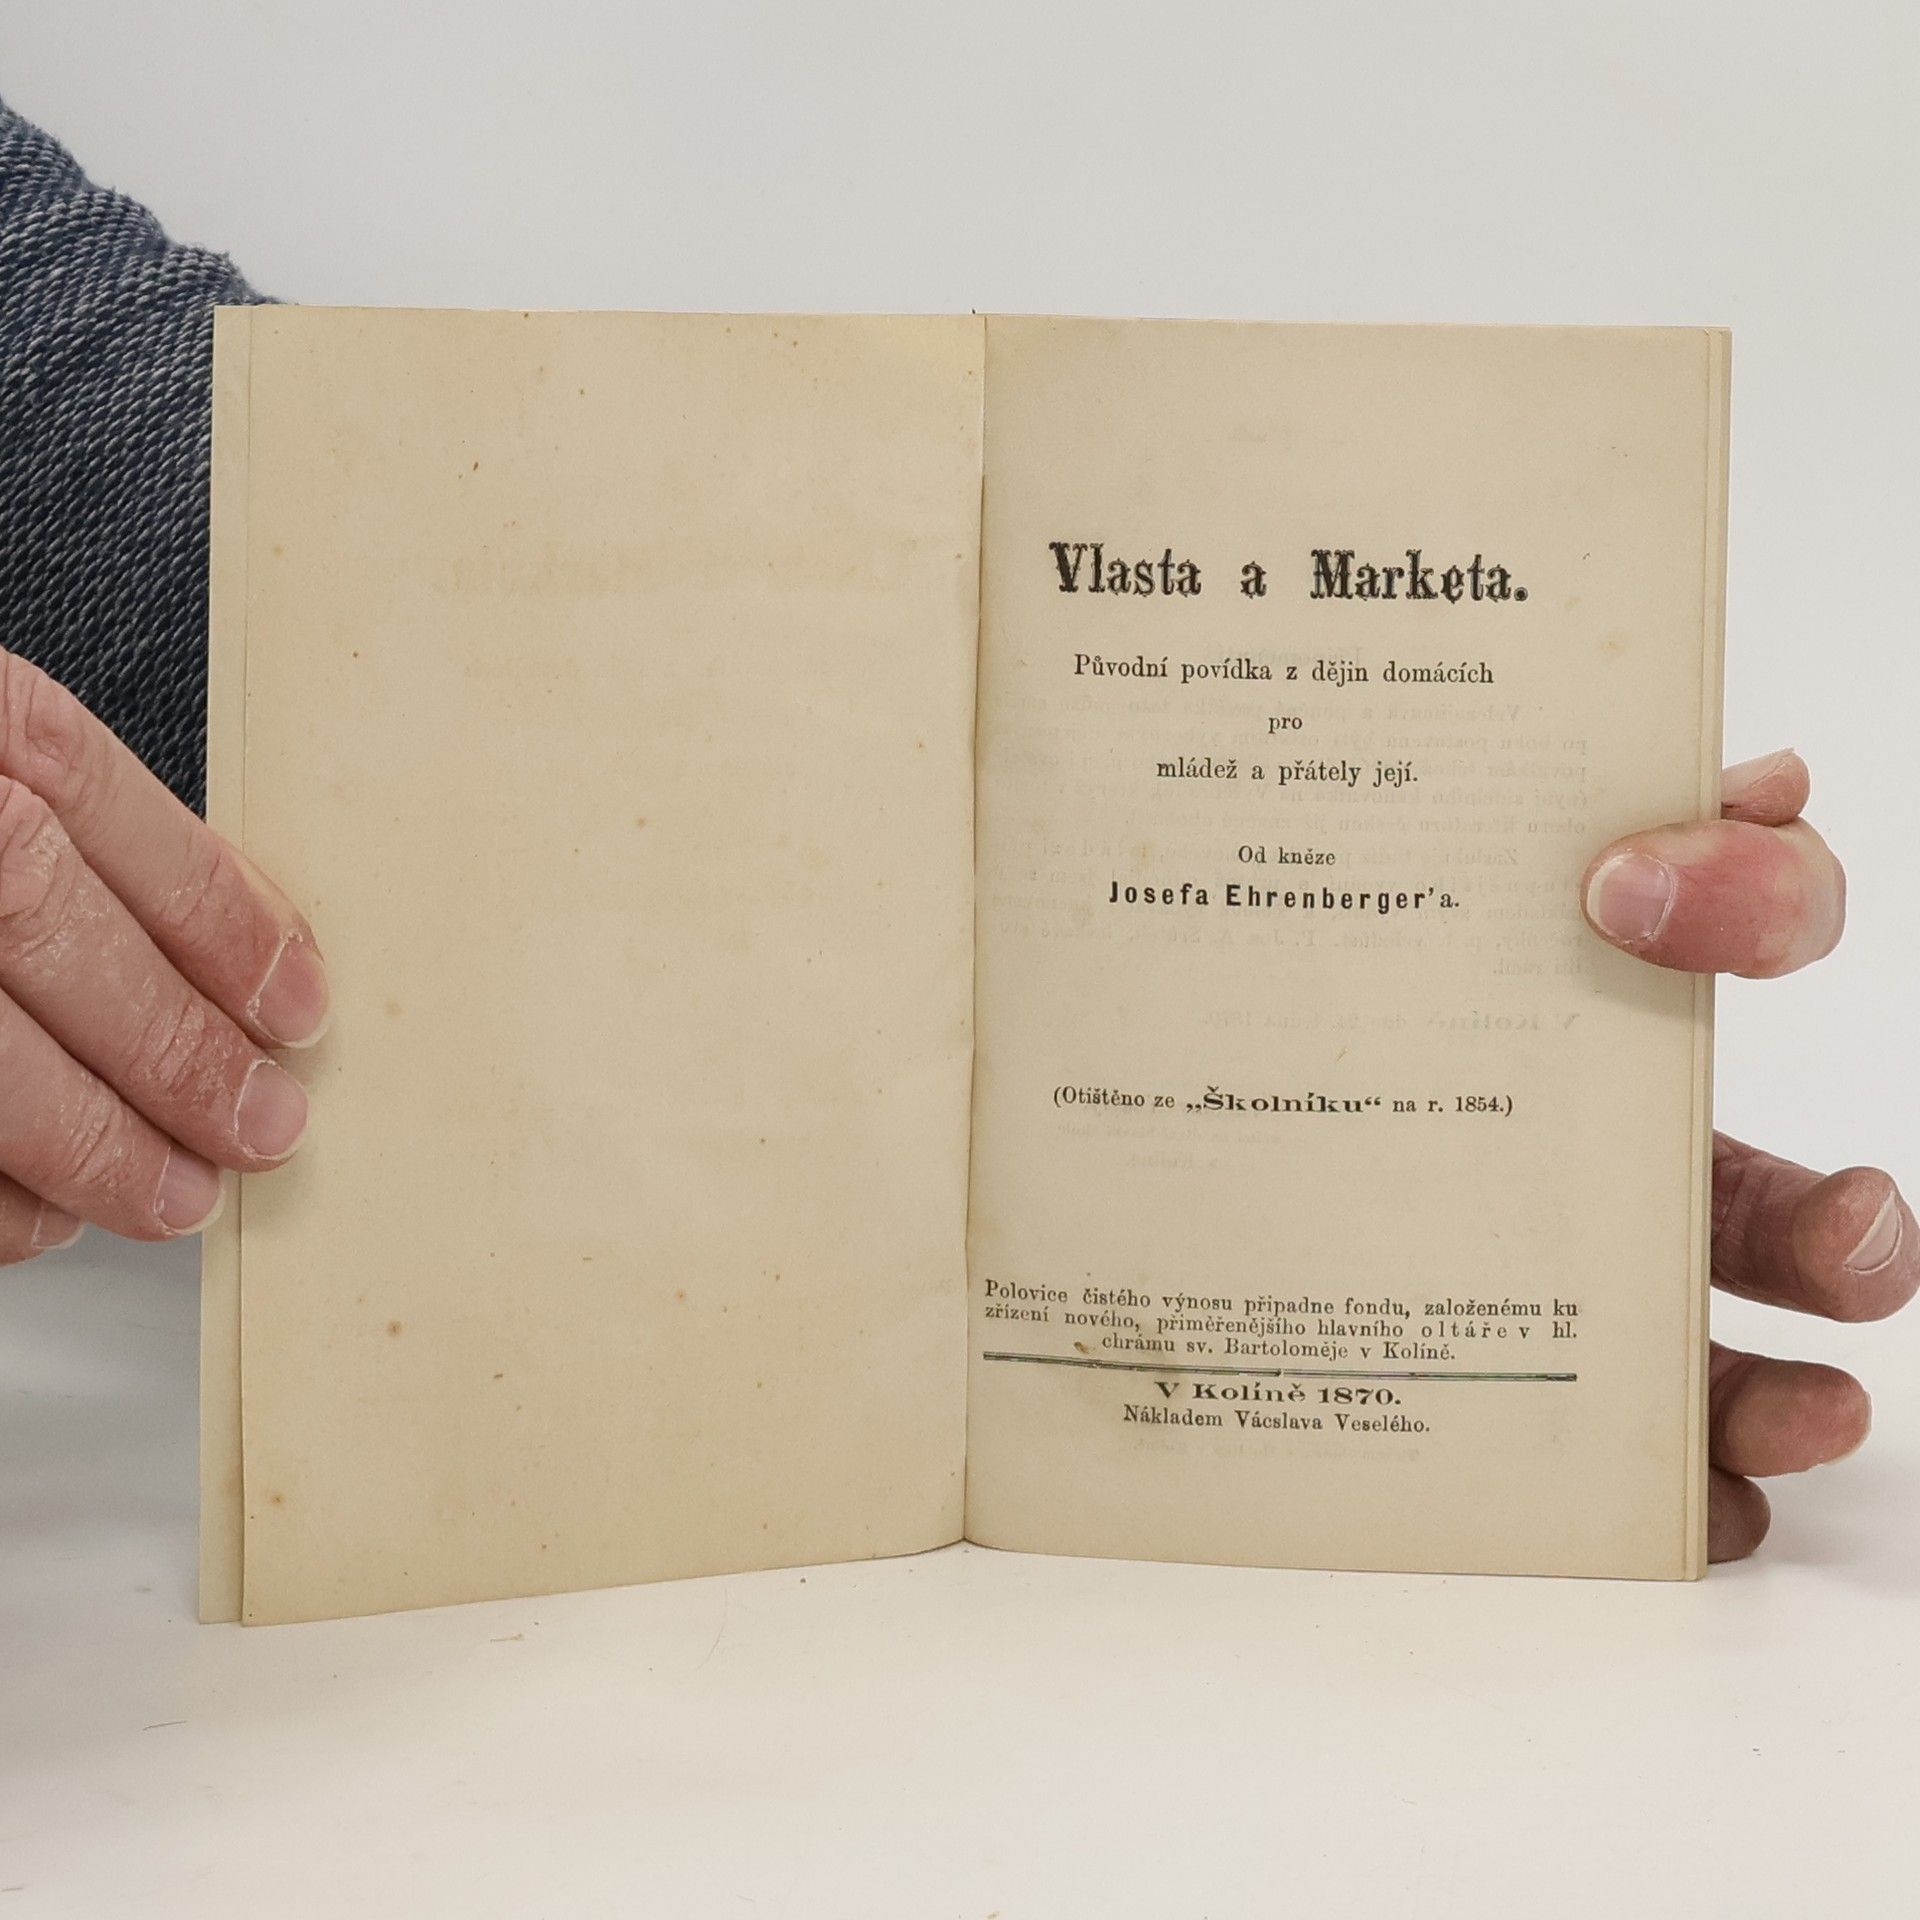 Vlasta a Marketa.
Původní povídka z dějin domácích
pro
mládež a přátely její.
Od kněze
Josefa Ehrenberger'a.
(Otištěno ze „Školníku“ na r. 1854.)
Polovice čistého výnosu připadne fondu, založenému ku
zřízení nového, přiměřenějšího hlavního oltáře v hl.
chrámu sv. Bartoloměje v Kolíně.
V Kolíně 1870.
Nákladem Vácslava Veselého.